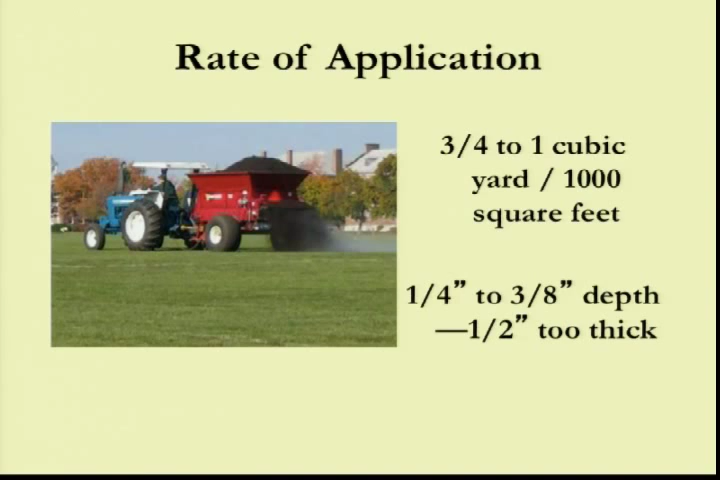 Rate of Application
3/4 to 1 cubic
yard / 1000
square feet
1/4” to 3/8” depth
—1/2” too thick